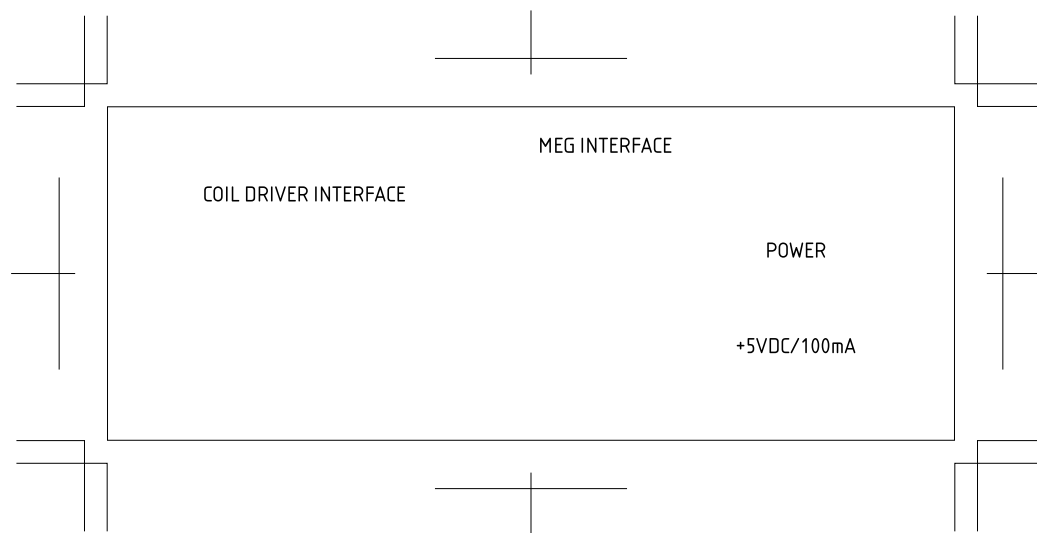 MEG INTERFACE
COIL DRIVER INTERFACE
POWER
+5VDC/100mA